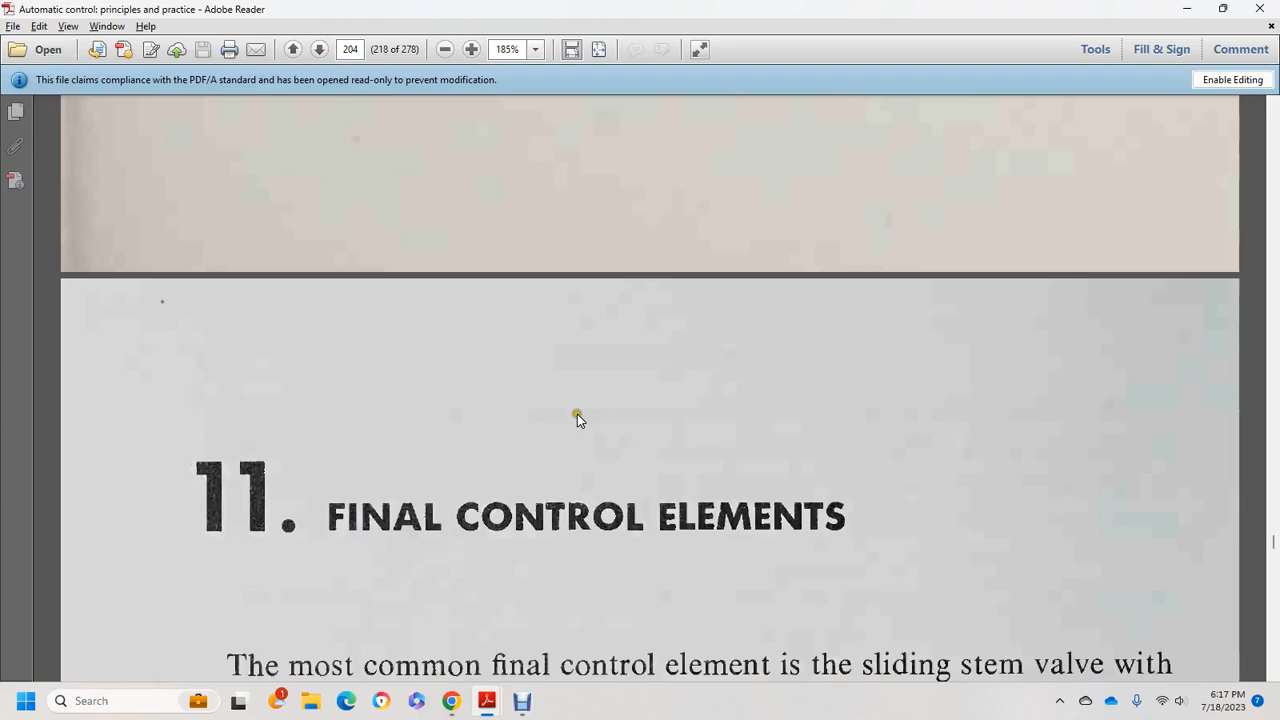 Automatic control: principles and practice - Adobe Reader
File Edit View Window Help
Open 204 (218 of 278) 185% Tools Fill & Sign Comment
This file claims compliance with the PDF/A standard and has been opened read-only to prevent modification. Enable Editing
11. FINAL CONTROL ELEMENTS
The most common final control element is the sliding stem valve with
Search 1 6:17 PM
7/18/2023 7